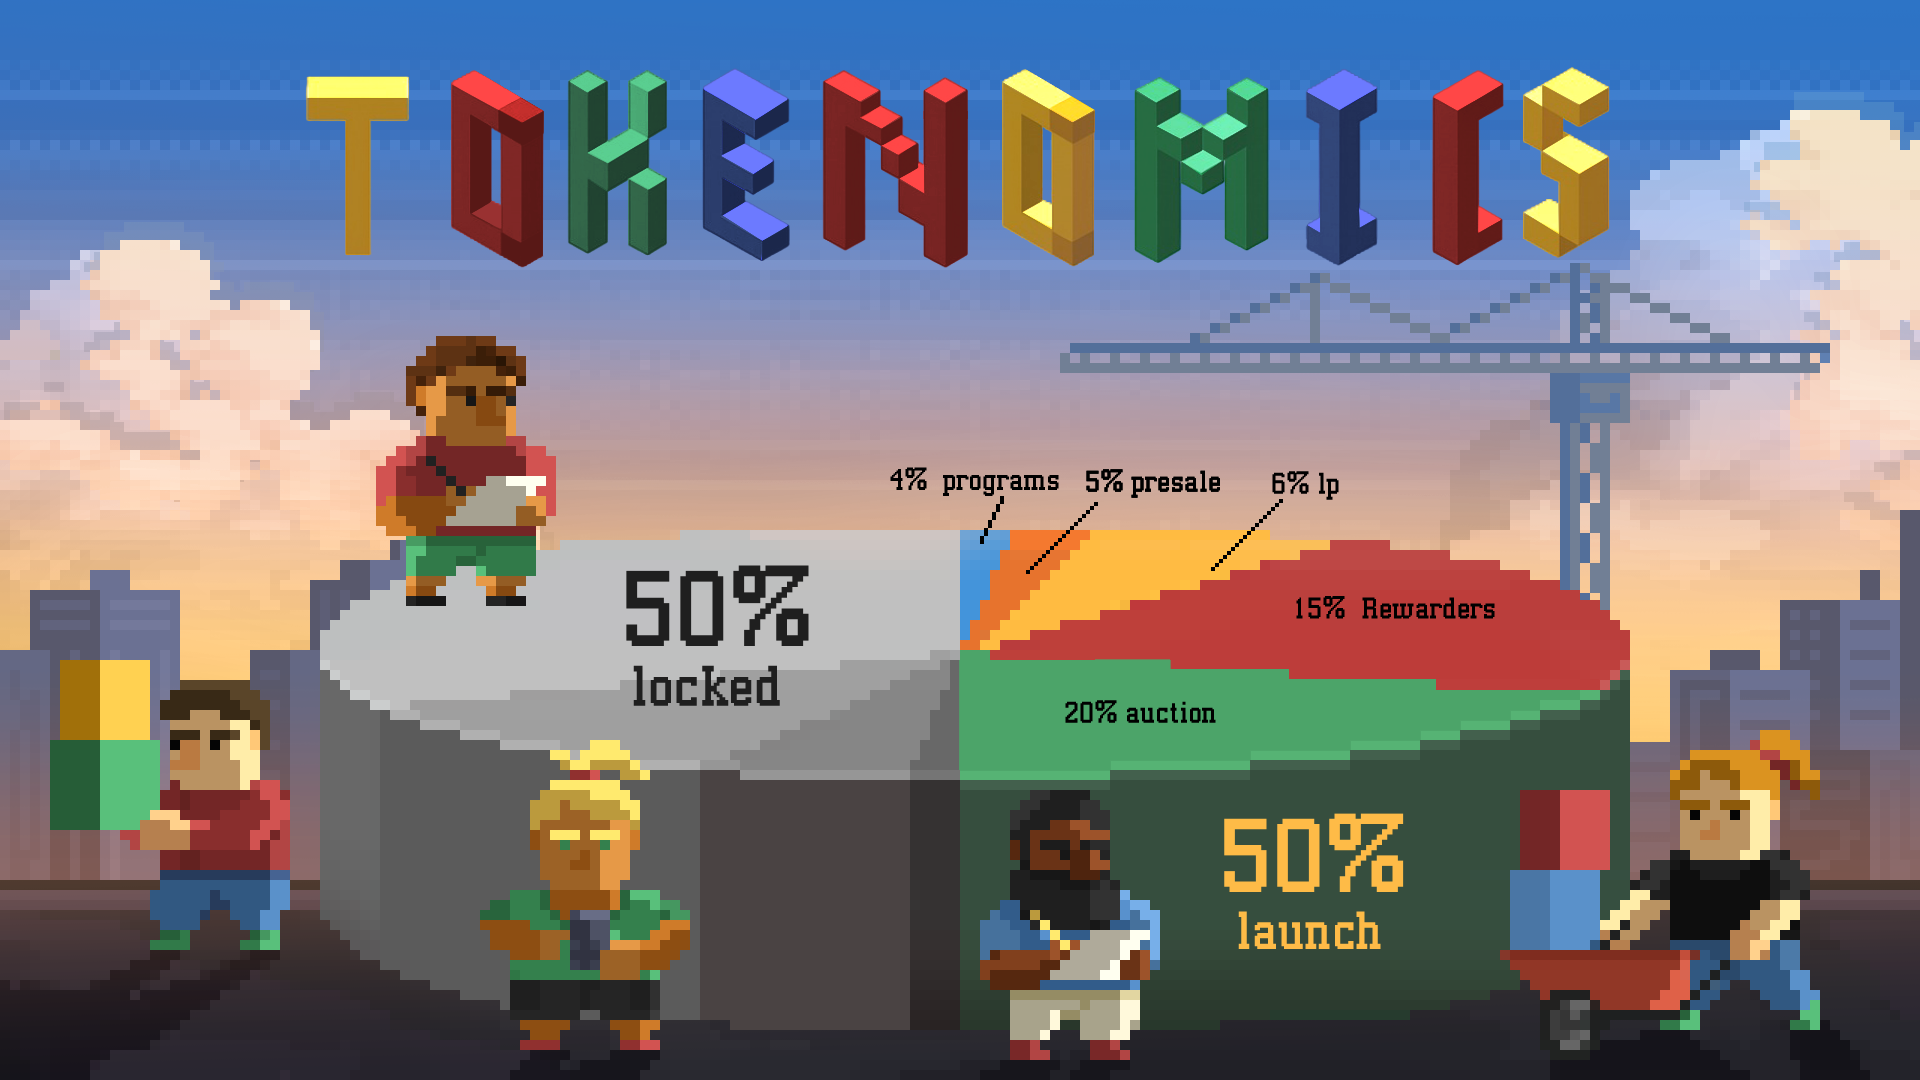 TOKENOMICS
4% programs
5% presale
6% lp
50%
locked
15% Rewarders
20% auction
50%
launch